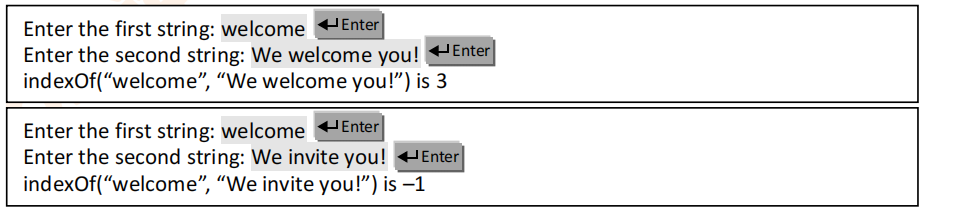 Enter the first string: welcome ↵Enter
Enter the second string: We welcome you! ↵Enter
indexOf(“welcome”, “We welcome you!”) is 3
Enter the first string: welcome ↵Enter
Enter the second string: We invite you! ↵Enter
indexOf(“welcome”, “We invite you!”) is –1